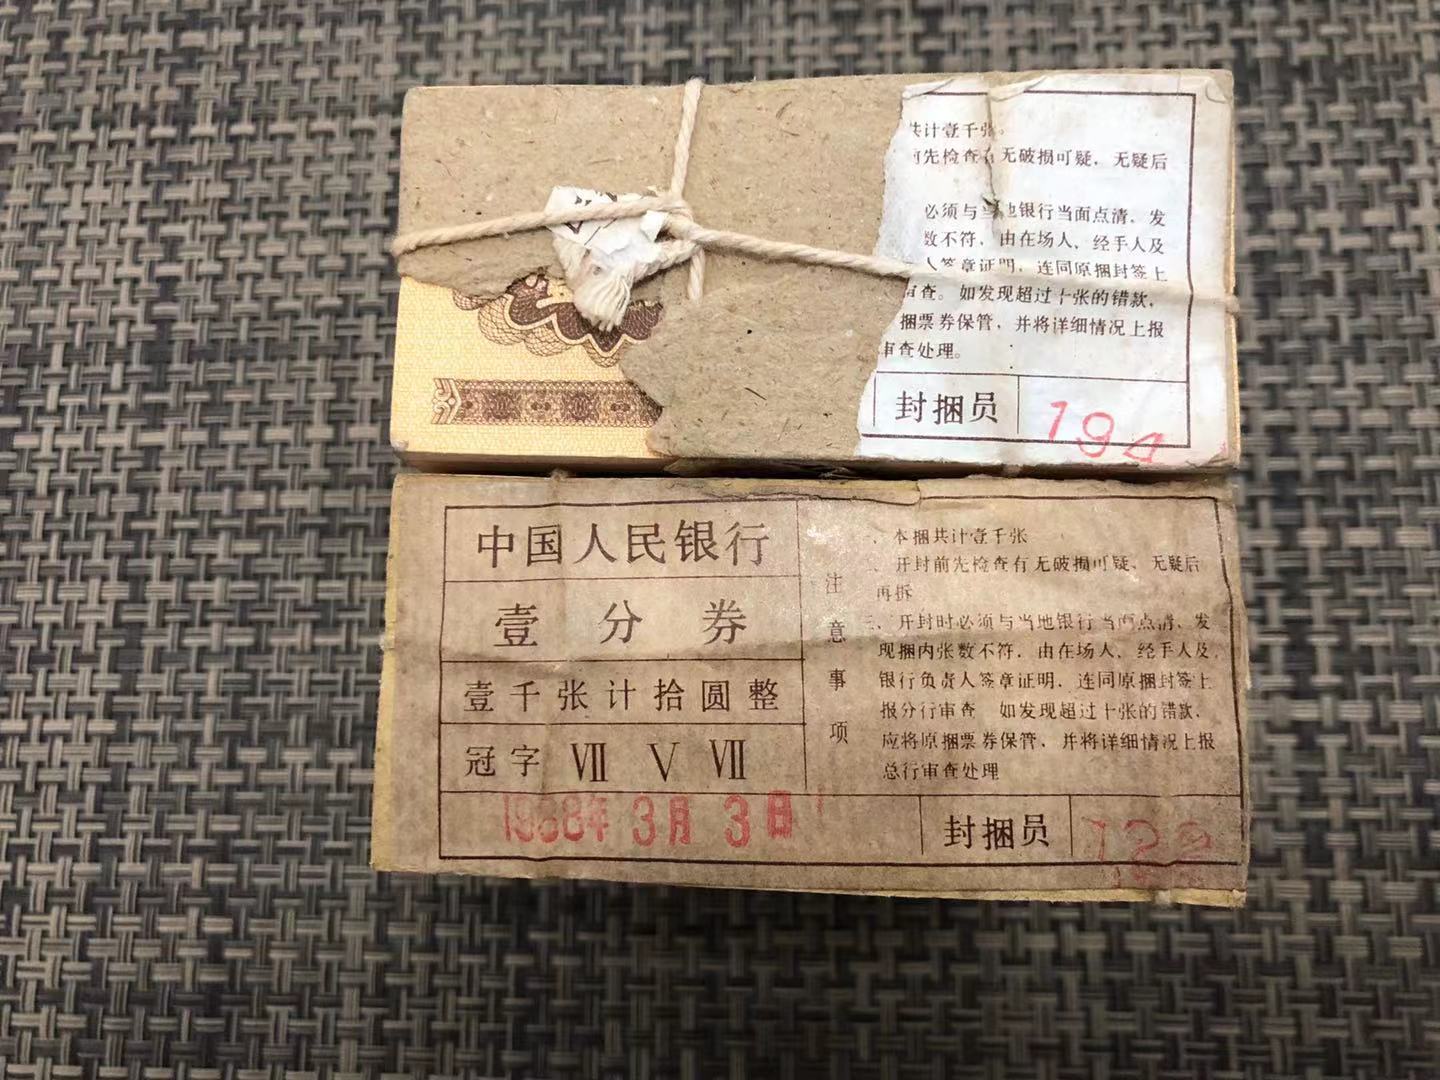 共计壹千张。
前先检查有无破损可疑，无疑后
必须与当地银行当面点清，发
数不符，由在场人、经手人及
人签章证明，连同原捆封签上
审查。如发现超过十张的错款，
捆票券保管，并将详细情况上报
审查处理。
封捆员
194
中国人民银行
壹分券
壹千张计拾圆整
冠字 VII V VII
1988年3月3日
注意事项
一、本捆共计壹千张
开封前先检查有无破损可疑，无疑后
再拆
三、开封时必须与当地银行当面点清，发
现捆内张数不符，由在场人、经手人及
银行负责人签章证明，连同原捆封签上
报分行审查 如发现超过十张的错款，
应将原捆票券保管，并将详细情况上报
总行审查处理
封捆员
122